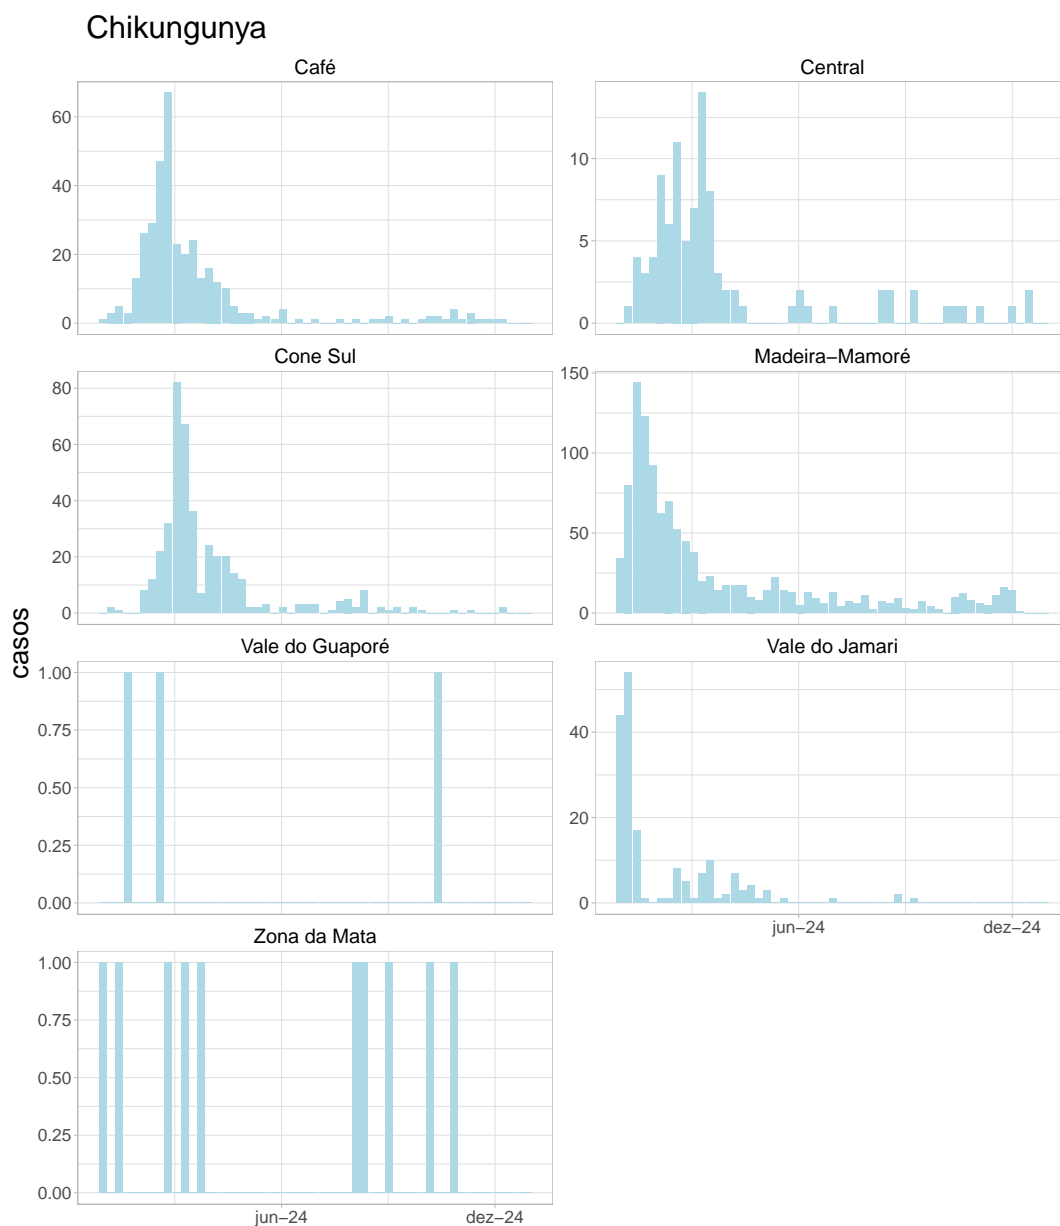 Chikungunya
Café
Central
60
40
20
0
10
5
0
Cone Sul
Madeira−Mamoré
80
60
40
20
0
150
100
50
0
casos
Vale do Guaporé
Vale do Jamari
1.00
0.75
0.50
0.25
0.00
40
20
0
jun−24
dez−24
Zona da Mata
1.00
0.75
0.50
0.25
0.00
jun−24
dez−24